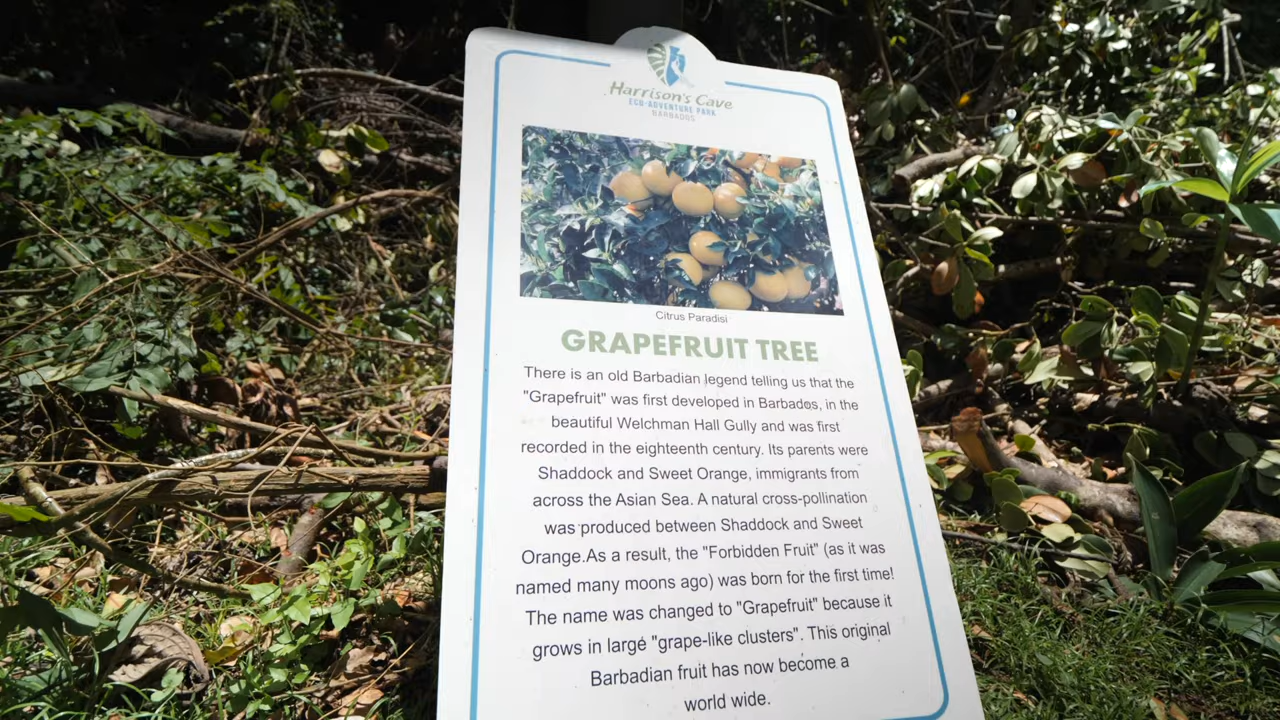 Harrison's Cave
ECO-ADVENTURE PARK
BARBADOS
Citrus Paradisi
GRAPEFRUIT TREE
There is an old Barbadian legend telling us that the
"Grapefruit" was first developed in Barbados, in the
beautiful Welchman Hall Gully and was first
recorded in the eighteenth century. Its parents were
Shaddock and Sweet Orange, immigrants from
across the Asian Sea. A natural cross-pollination
was produced between Shaddock and Sweet
Orange.As a result, the "Forbidden Fruit" (as it was
named many moons ago) was born for the first time!
The name was changed to "Grapefruit" because it
grows in large "grape-like clusters". This original
Barbadian fruit has now become a
world wide.